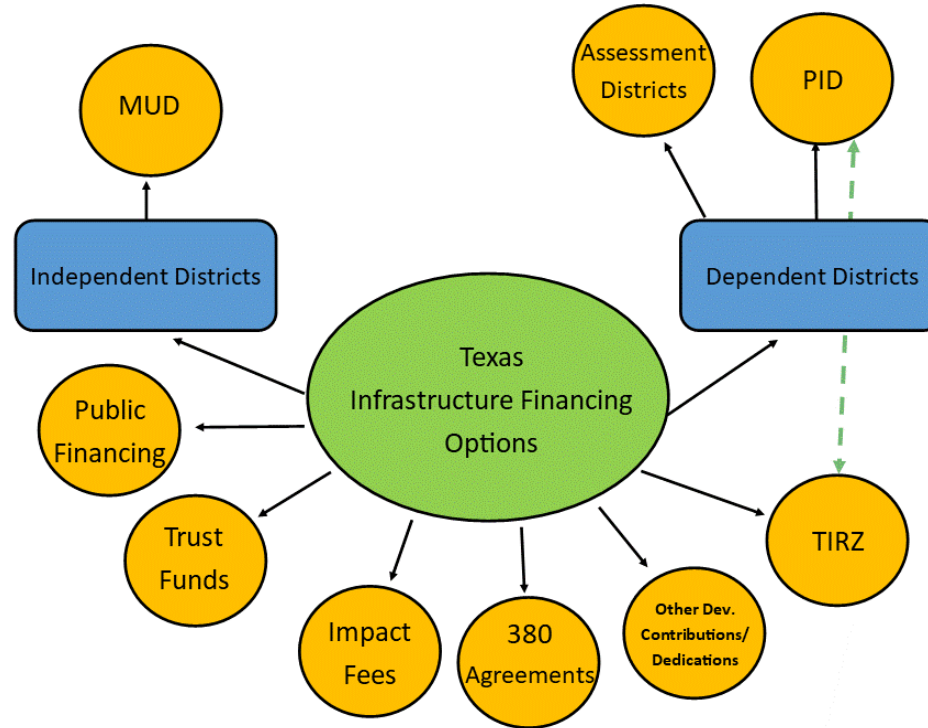 MUD
Assessment
Districts
PID
Independent Districts
Dependent Districts
Texas
Infrastructure Financing
Options
Public
Financing
Trust
Funds
Impact
Fees
380
Agreements
Other Dev.
Contributions/
Dedications
TIRZ